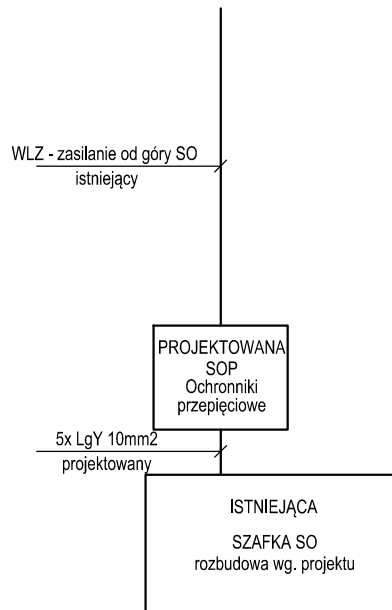 WLZ - zasilanie od góry SO
istniejący
PROJEKTOWANA
SOP
Ochronniki
przepięciowe
5x LgY 10mm2
projektowany
ISTNIEJĄCA
SZAFKA SO
rozbudowa wg. projektu